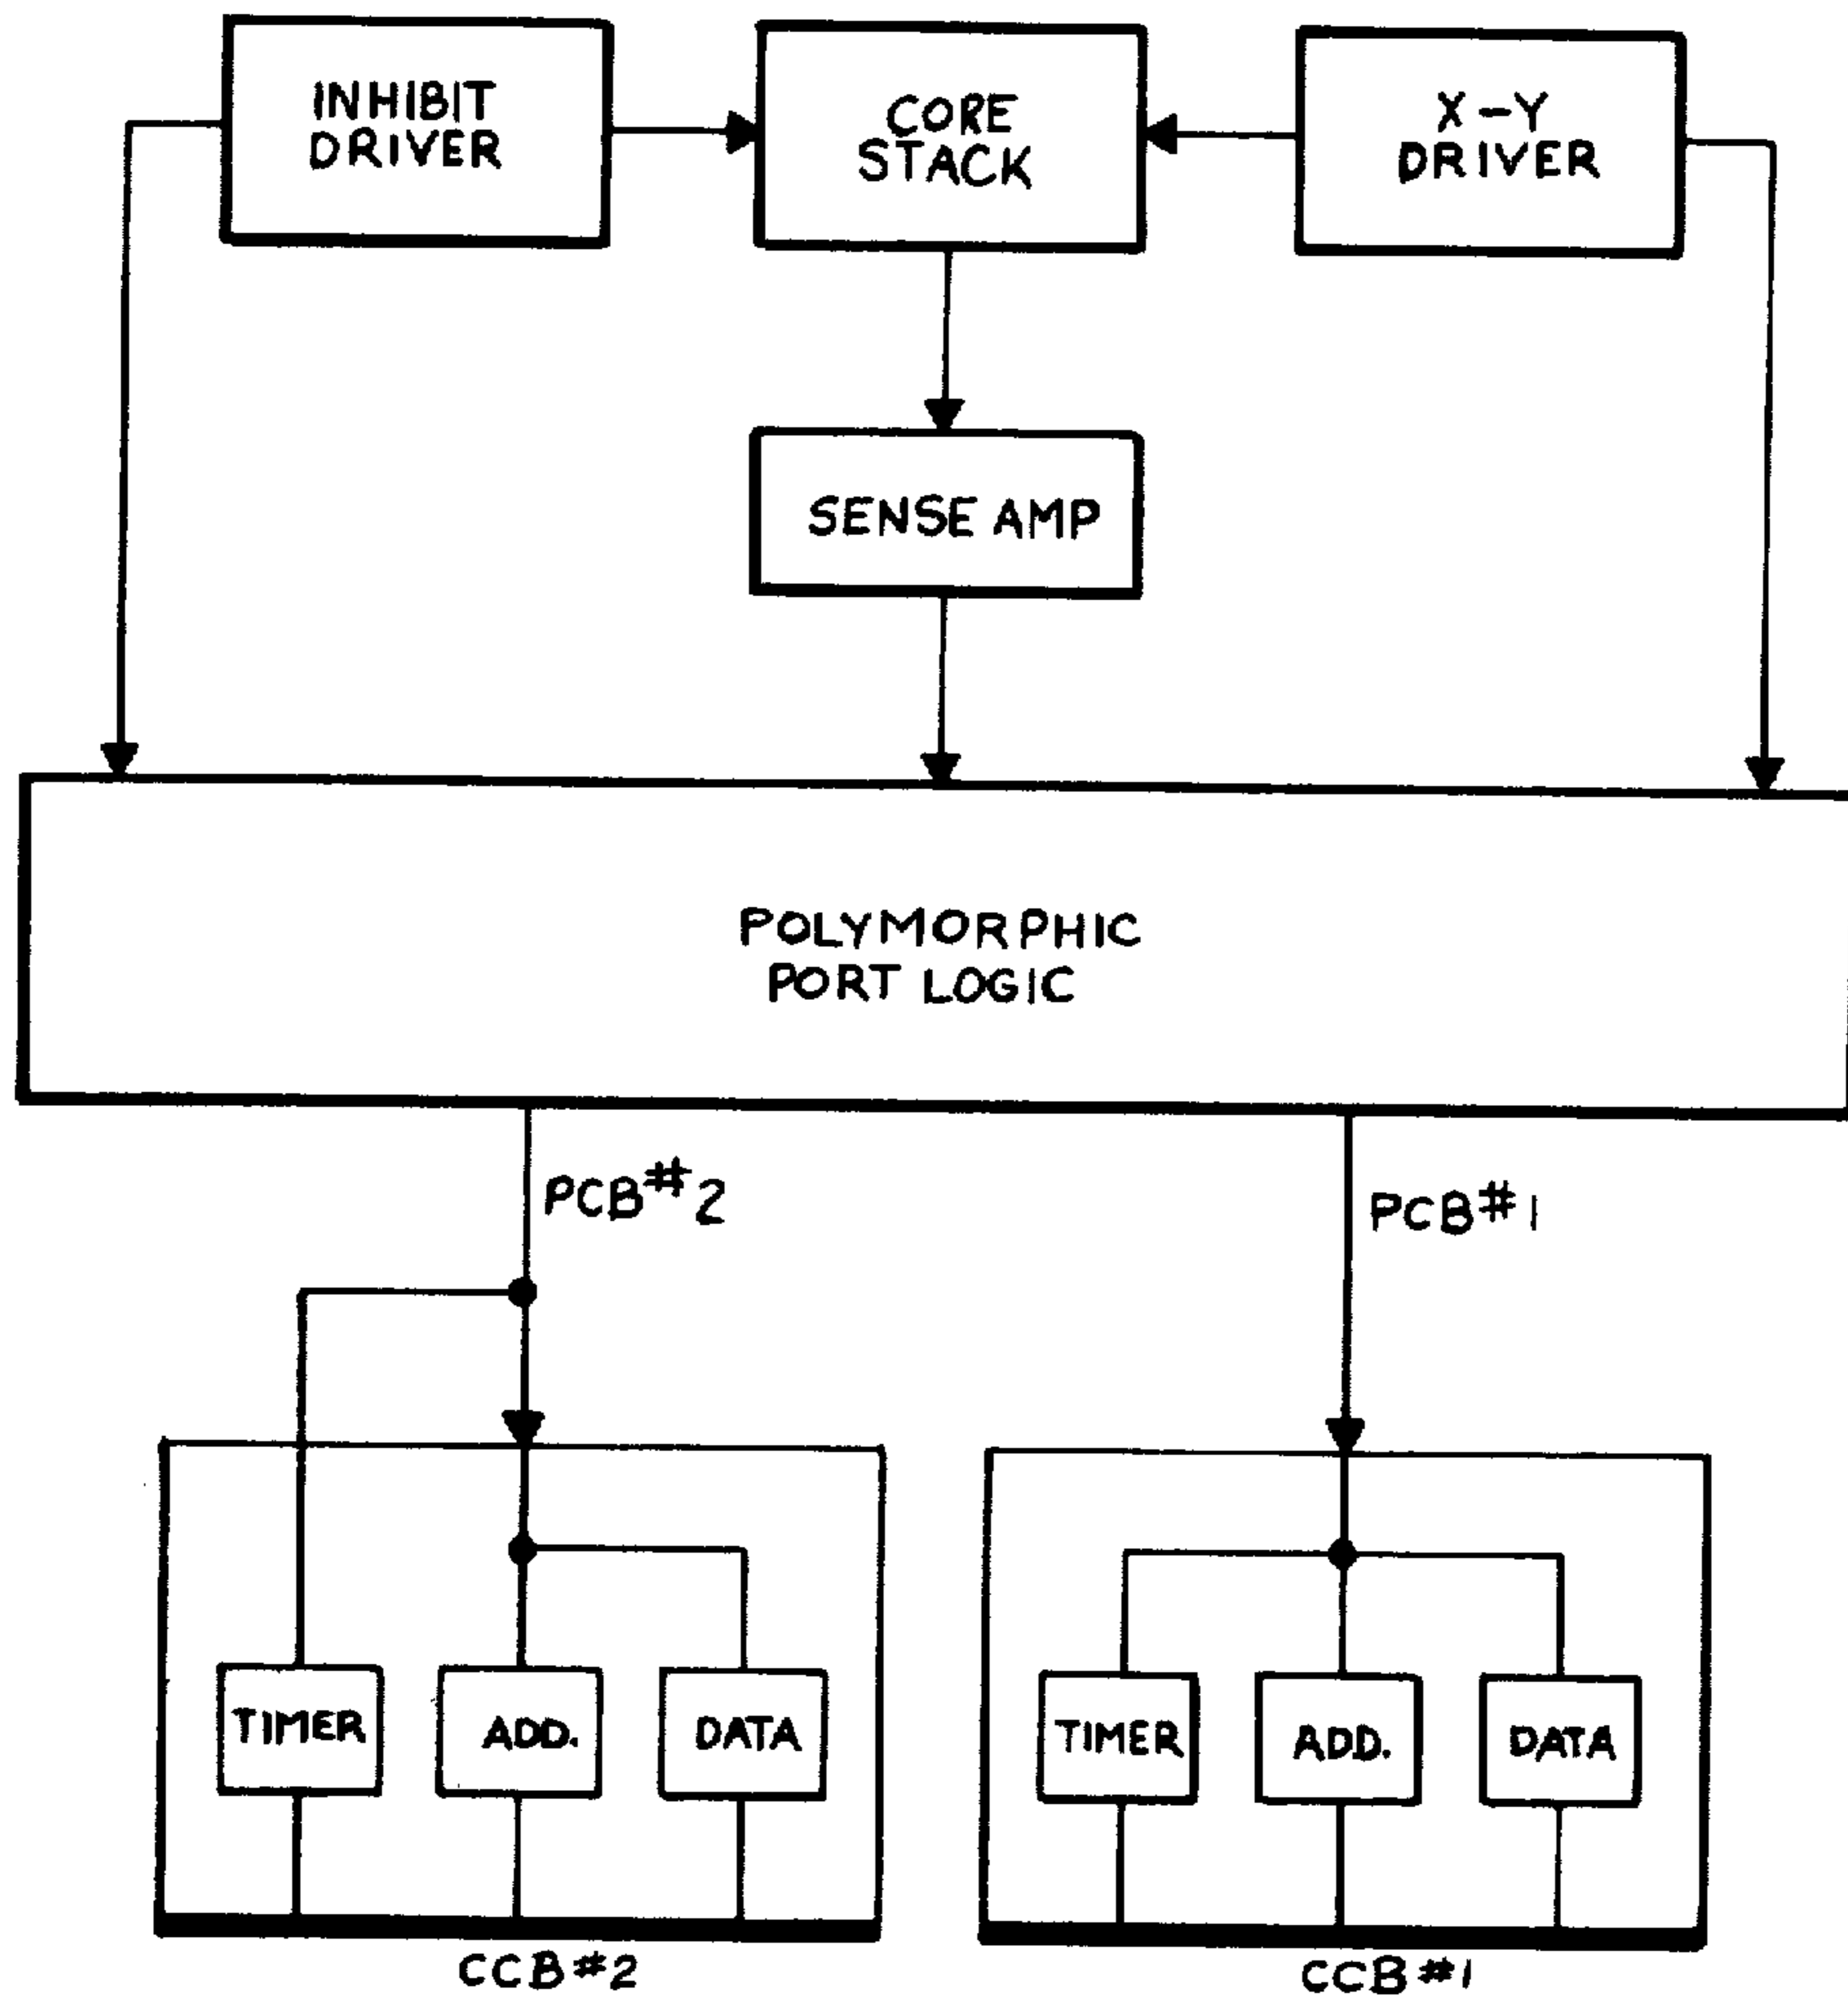 INHIBIT
DRIVER
CORE
STACK
X-Y
DRIVER
SENSE AMP
POLYMORPHIC
PORT LOGIC
PCB#2
PCB#1
TIMER
ADD.
DATA
TIMER
ADD.
DATA
CCB#2
CCB#1